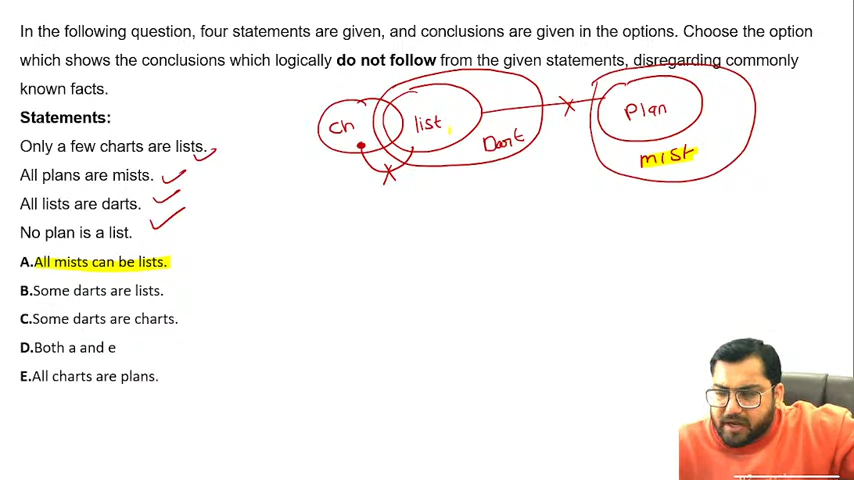 In the following question, four statements are given, and conclusions are given in the options. Choose the option
which shows the conclusions which logically do not follow from the given statements, disregarding commonly
known facts.
Statements:
Only a few charts are lists.
All plans are mists.
All lists are darts.
No plan is a list.
A.All mists can be lists.
B.Some darts are lists.
C.Some darts are charts.
D.Both a and e
E.All charts are plans.
Ch
list
Dart
Plan
mist